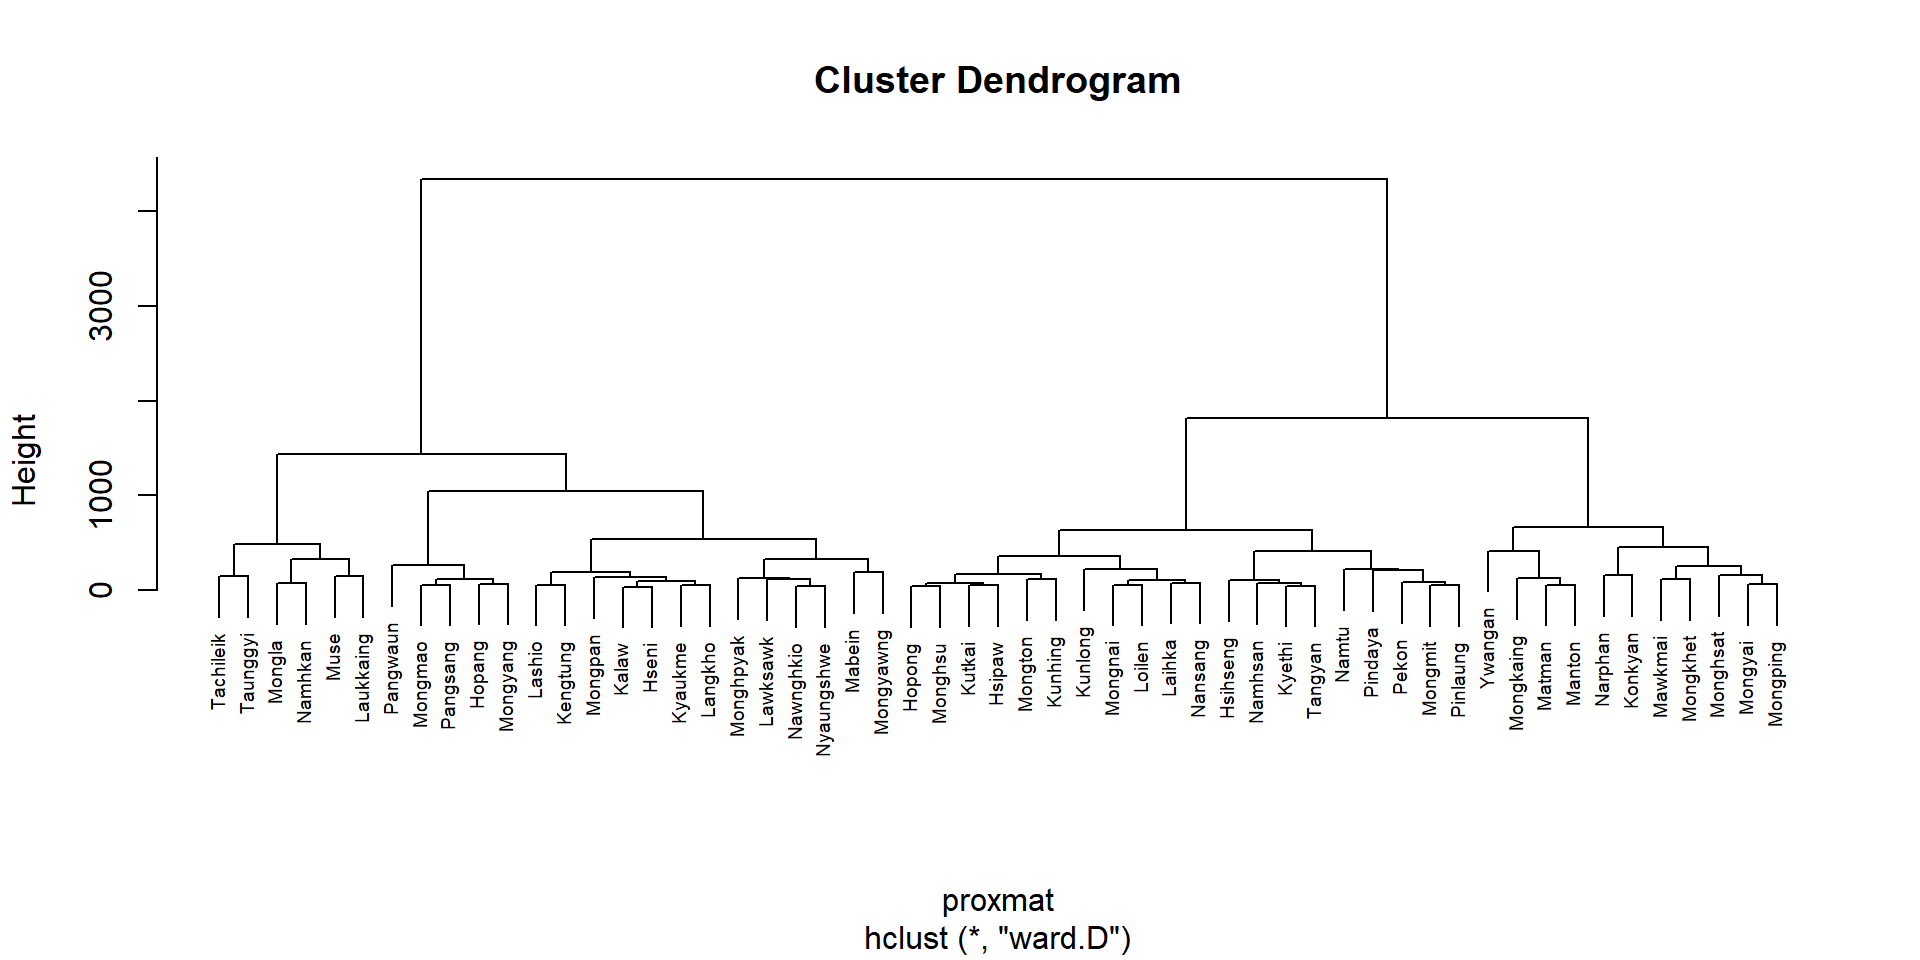 Cluster Dendrogram
Height
3000
1000
0
Tachileik
Taunggyi
Mongla
Namhkan
Muse
Laukkaing
Pangwaun
Mongmao
Pangsang
Hopang
Mongyang
Lashio
Kengtung
Mongpan
Kalaw
Hseni
Kyaukme
Langkho
Monghpyak
Lawksawk
Nawnghkio
Nyaungshwe
Mabein
Mongyawng
Hopong
Monghsu
Kutkai
Hsipaw
Mongton
Kunhing
Kunlong
Mongnai
Loilen
Laihka
Nansang
Hsihseng
Namhsan
Kyethi
Tangyan
Namtu
Pindaya
Pekon
Mongmit
Pinlaung
Ywangan
Mongkaing
Matman
Manton
Narphan
Konkyan
Mawkmai
Mongkhet
Monghsat
Mongyai
Mongping
proxmat
hclust (*, "ward.D")